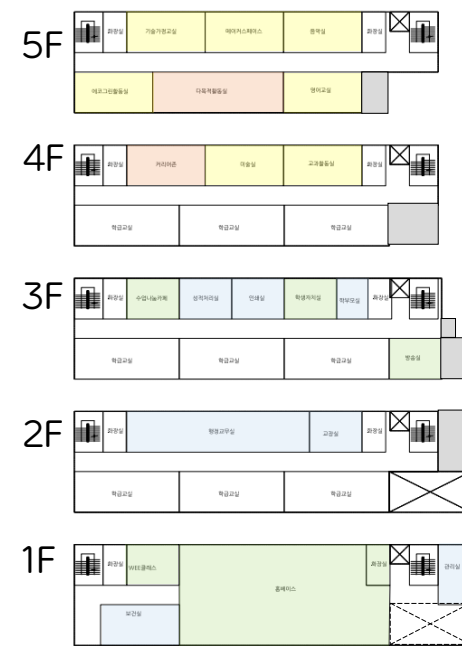 5F
화장실
기술가정교실
메이커스페이스
음악실
화장실
에코그린활동실
다목적활동실
영어교실
4F
화장실
커리어존
미술실
교과활동실
화장실
학급교실
학급교실
학급교실
3F
화장실
수업나눔카페
성적처리실
인쇄실
학생자치실
학부모실
화장실
학급교실
학급교실
학급교실
방송실
2F
화장실
행정교무실
교장실
화장실
학급교실
학급교실
학급교실
1F
화장실
WEE클래스
홈베이스
화장실
관리실
보건실